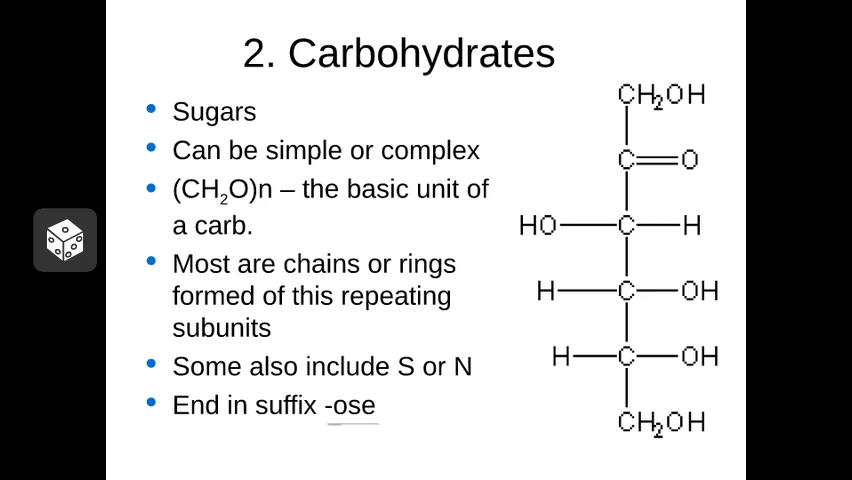 2. Carbohydrates
Sugars
Can be simple or complex
(CH₂O)n – the basic unit of
a carb.
Most are chains or rings
formed of this repeating
subunits
Some also include S or N
End in suffix -ose
CH₂OH
C=O
HO—C—H
H—C—OH
H—C—OH
CH₂OH